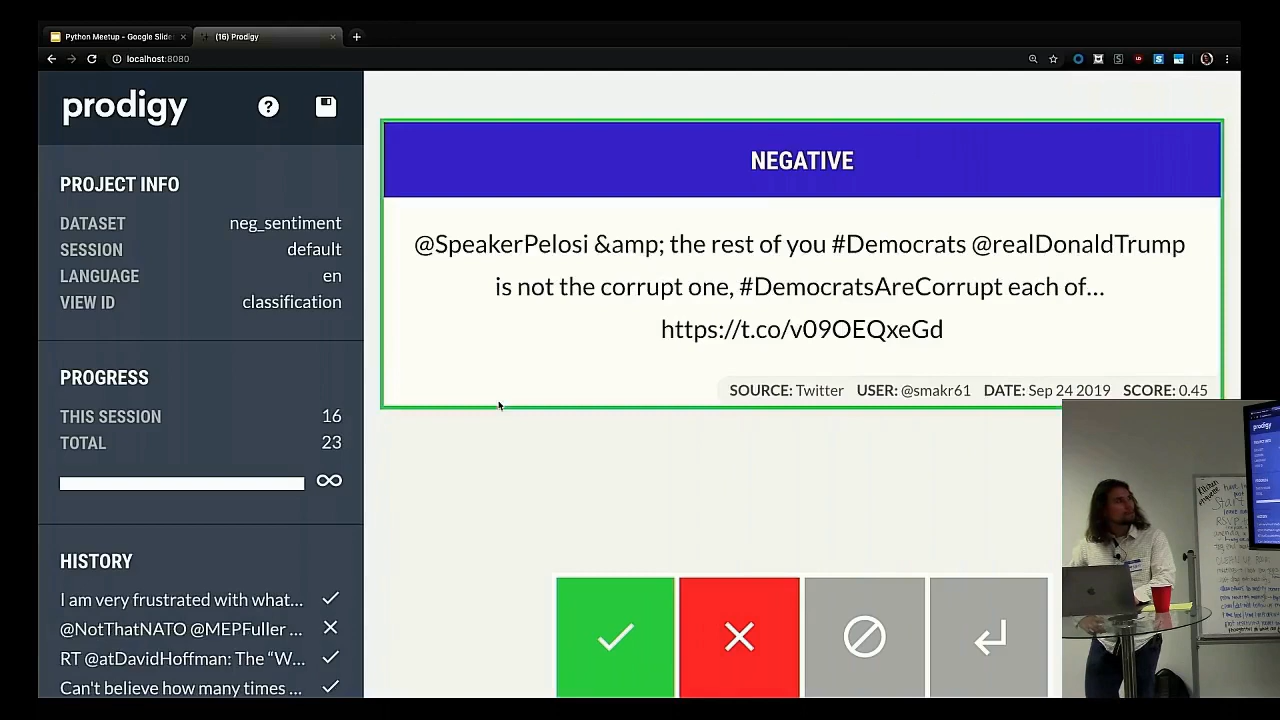 Python Meetup - Google Slide
(16) Prodigy
localhost:8080
prodigy
PROJECT INFO
DATASET neg_sentiment
SESSION default
LANGUAGE en
VIEW ID classification
PROGRESS
THIS SESSION 16
TOTAL 23
HISTORY
I am very frustrated with what...
@NotThatNATO @MEPFuller ...
RT @atDavidHoffman: The “W...
Can't believe how many times ...
NEGATIVE
@SpeakerPelosi &amp; the rest of you #Democrats @realDonaldTrump
is not the corrupt one, #DemocratsAreCorrupt each of...
https://t.co/v09OEQxeGd
SOURCE: Twitter USER: @smakr61 DATE: Sep 24 2019 SCORE: 0.45
prodigy
Start